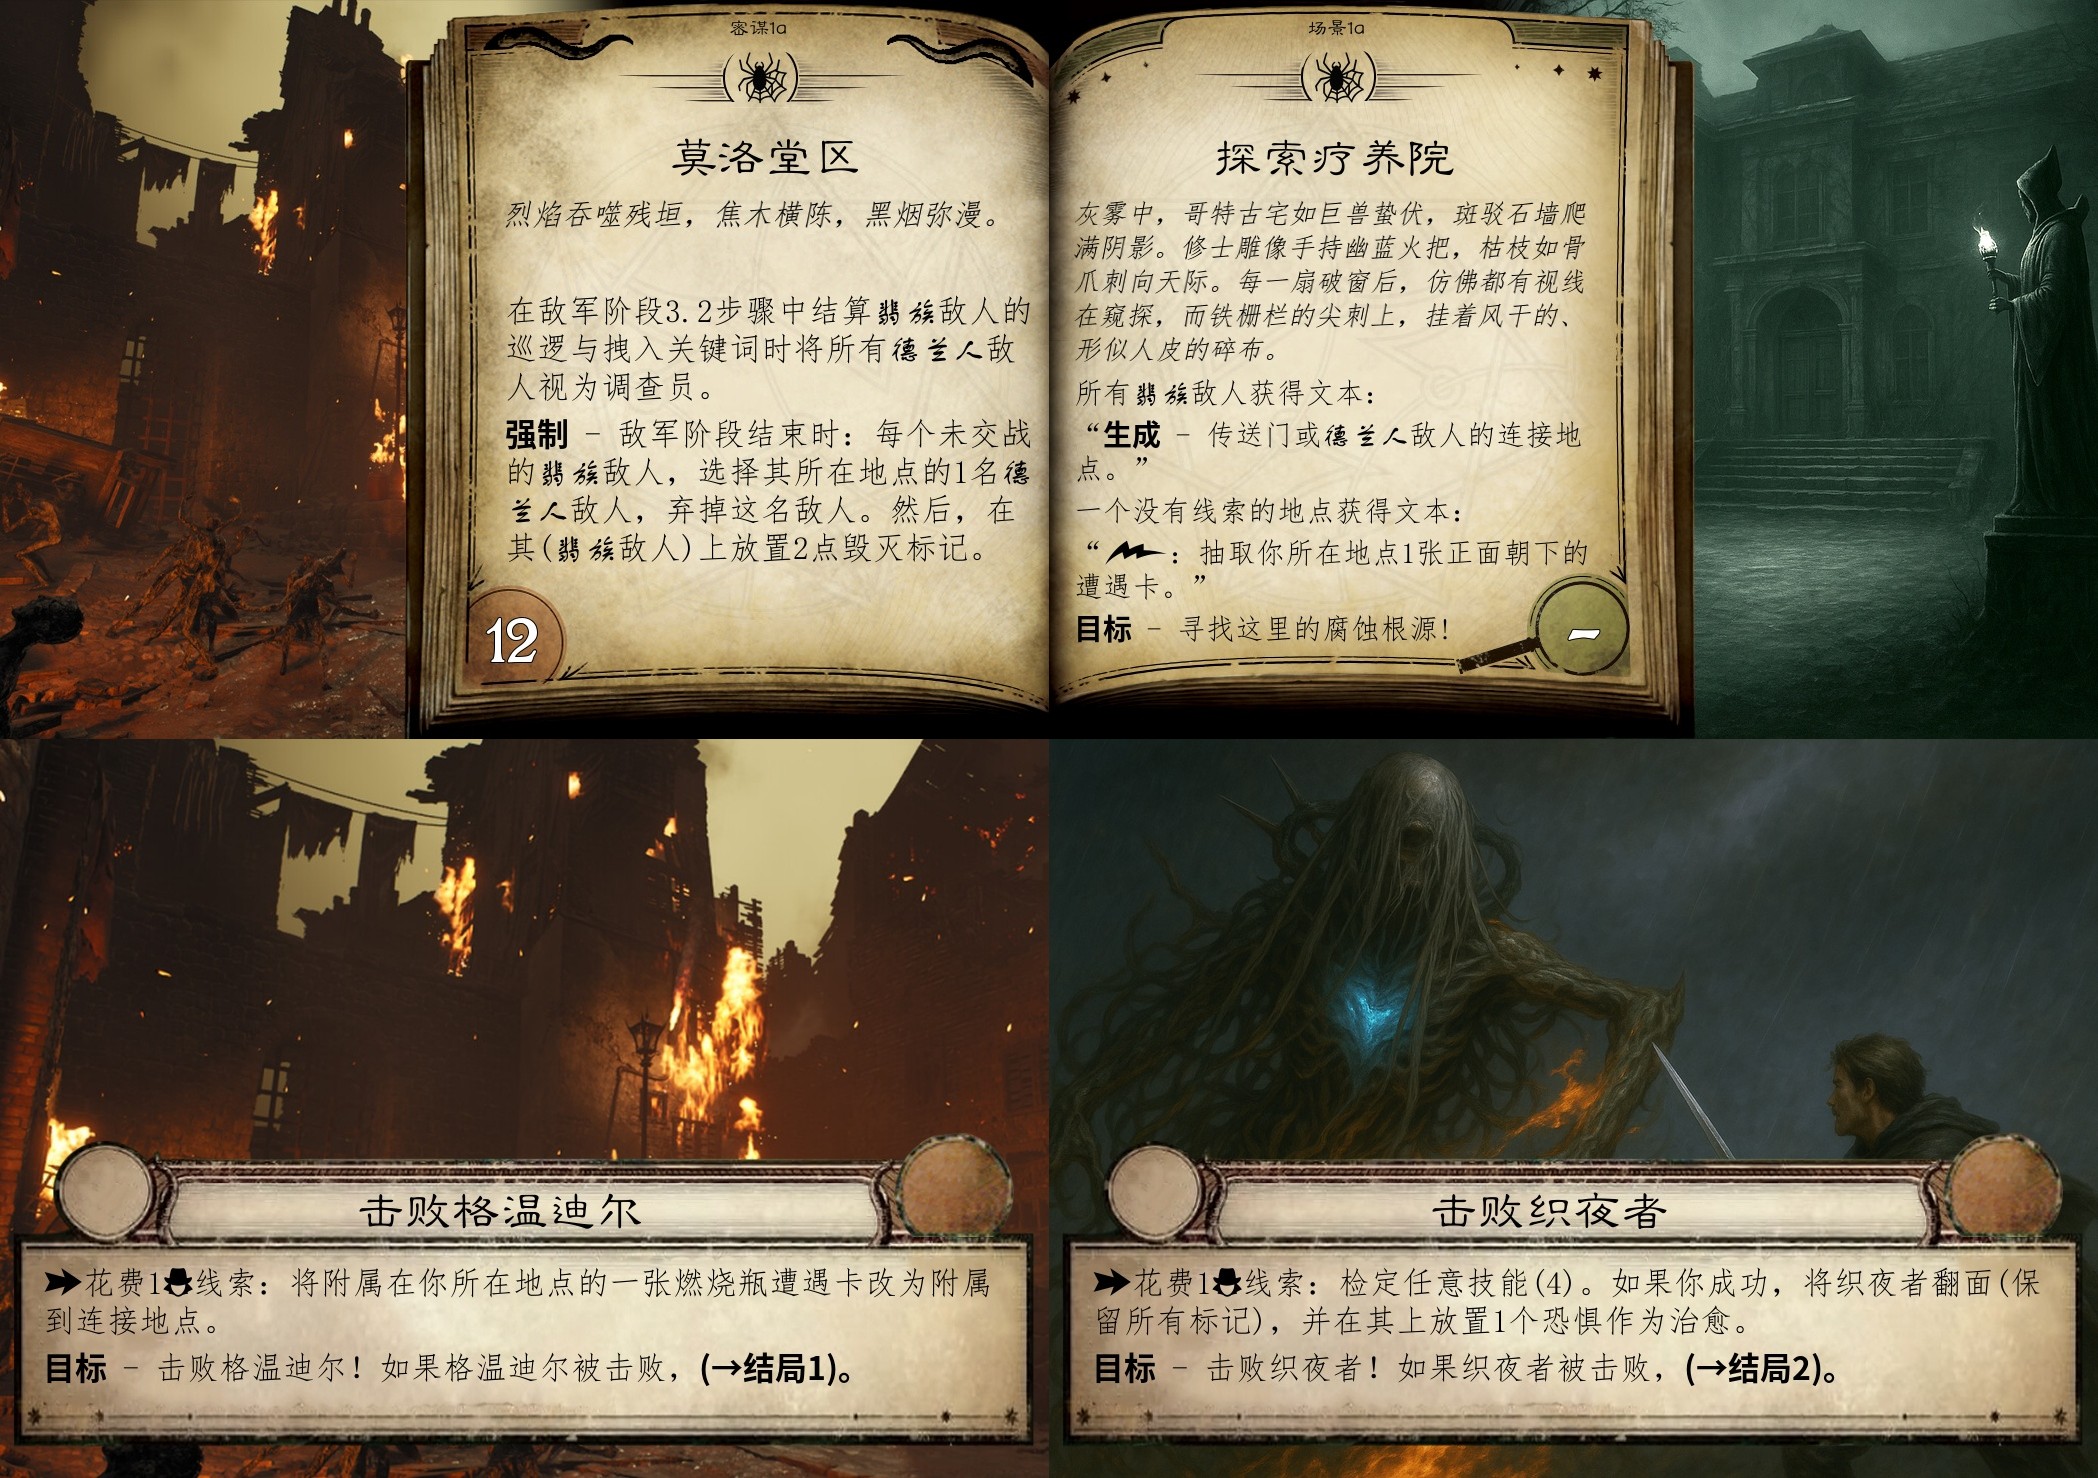 密谋1a
莫洛堂区
烈焰吞噬残垣，焦木横陈，黑烟弥漫。
在敌军阶段3.2步骤中结算翡族敌人的
巡逻与拽入关键词时将所有德兰人敌
人视为调查员。
强制 – 敌军阶段结束时：每个未交战
的翡族敌人，选择其所在地点的1名德
兰人敌人，弃掉这名敌人。然后，在
其(翡族敌人)上放置2点毁灭标记。
12
场景1a
探索疗养院
灰雾中，哥特古宅如巨兽蛰伏，斑驳石墙爬
满阴影。修士雕像手持幽蓝火把，枯枝如骨
爪刺向天际。每一扇破窗后，仿佛都有视线
在窥探，而铁栅栏的尖刺上，挂着风干的、
形似人皮的碎布。
所有翡族敌人获得文本：
“生成 – 传送门或德兰人敌人的连接地
点。”
一个没有线索的地点获得文本：
“：抽取你所在地点1张正面朝下的
遭遇卡。”
目标 – 寻找这里的腐蚀根源！
–
击败格温迪尔
花费1线索：将附属在你所在地点的一张燃烧瓶遭遇卡改为附属
到连接地点。
目标 – 击败格温迪尔！如果格温迪尔被击败，(→结局1)。
击败织夜者
花费1线索：检定任意技能(4)。如果你成功，将织夜者翻面(保
留所有标记)，并在其上放置1个恐惧作为治愈。
目标 – 击败织夜者！如果织夜者被击败，(→结局2)。